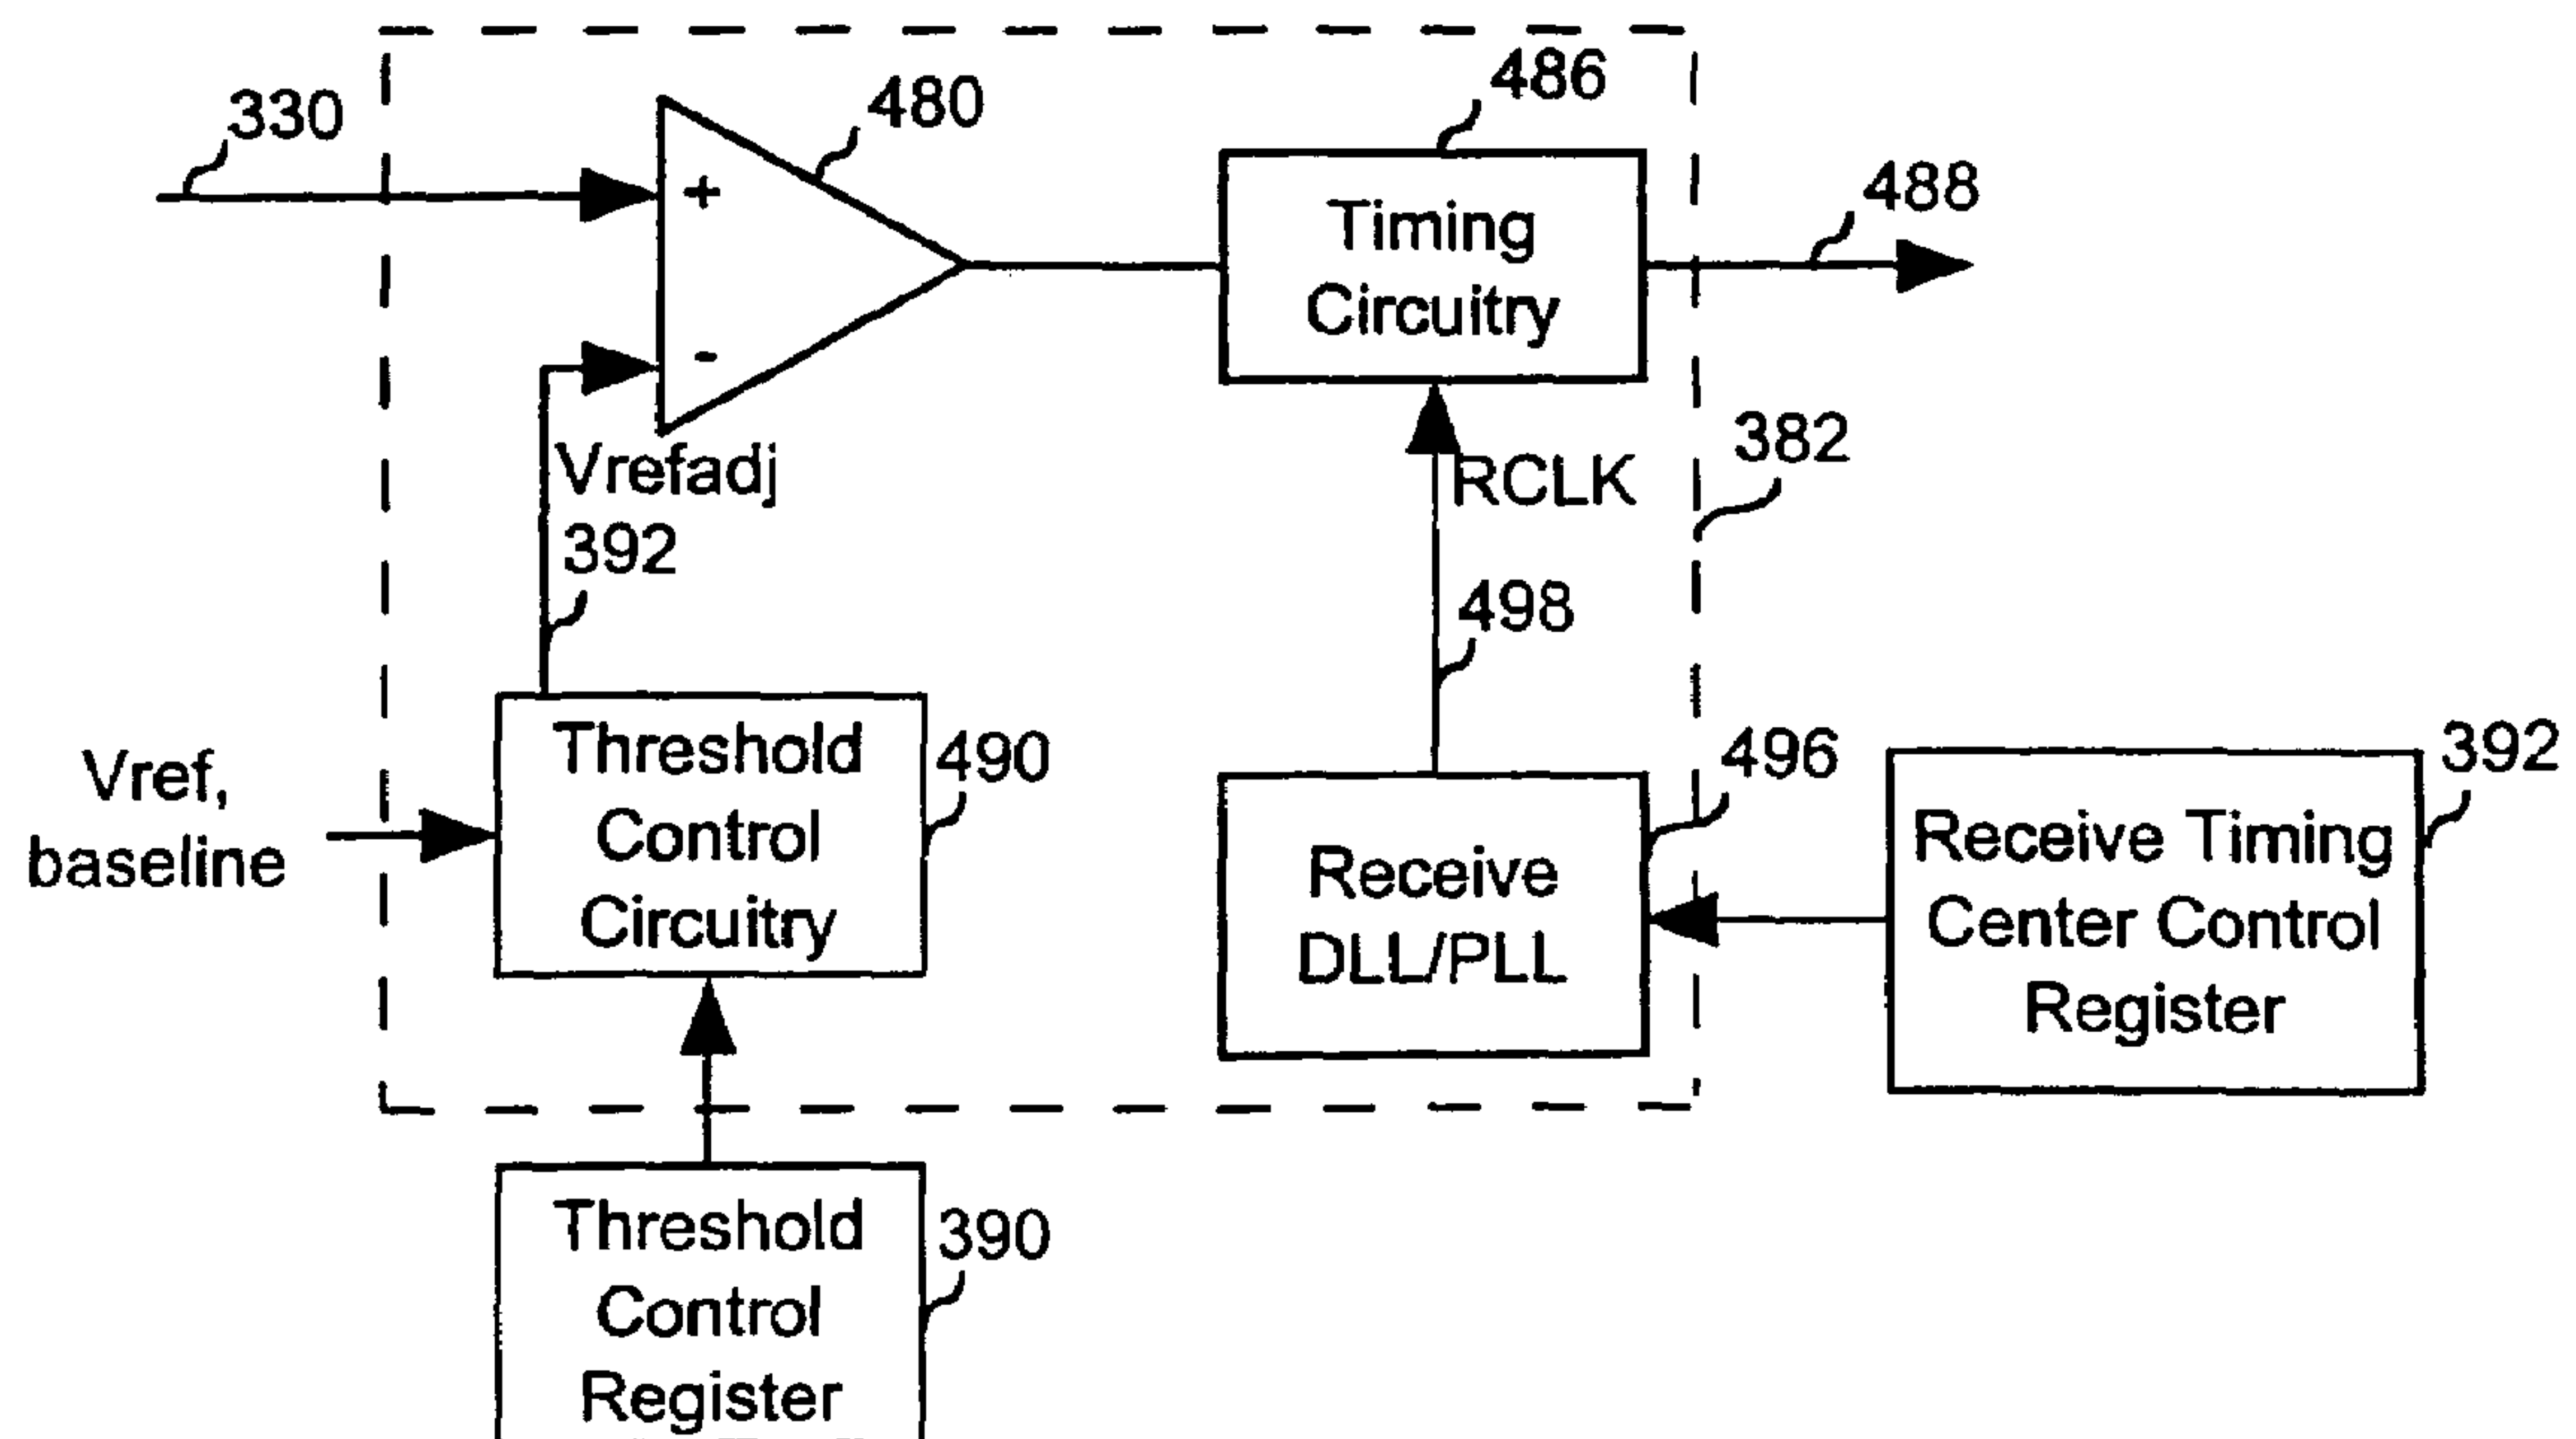 330
480
486
+
-
Timing
Circuitry
488
Vrefadj
392
RCLK
382
498
Vref,
baseline
Threshold
Control
Circuitry
490
Receive
DLL/PLL
496
Receive Timing
Center Control
Register
392
Threshold
Control
Register
390